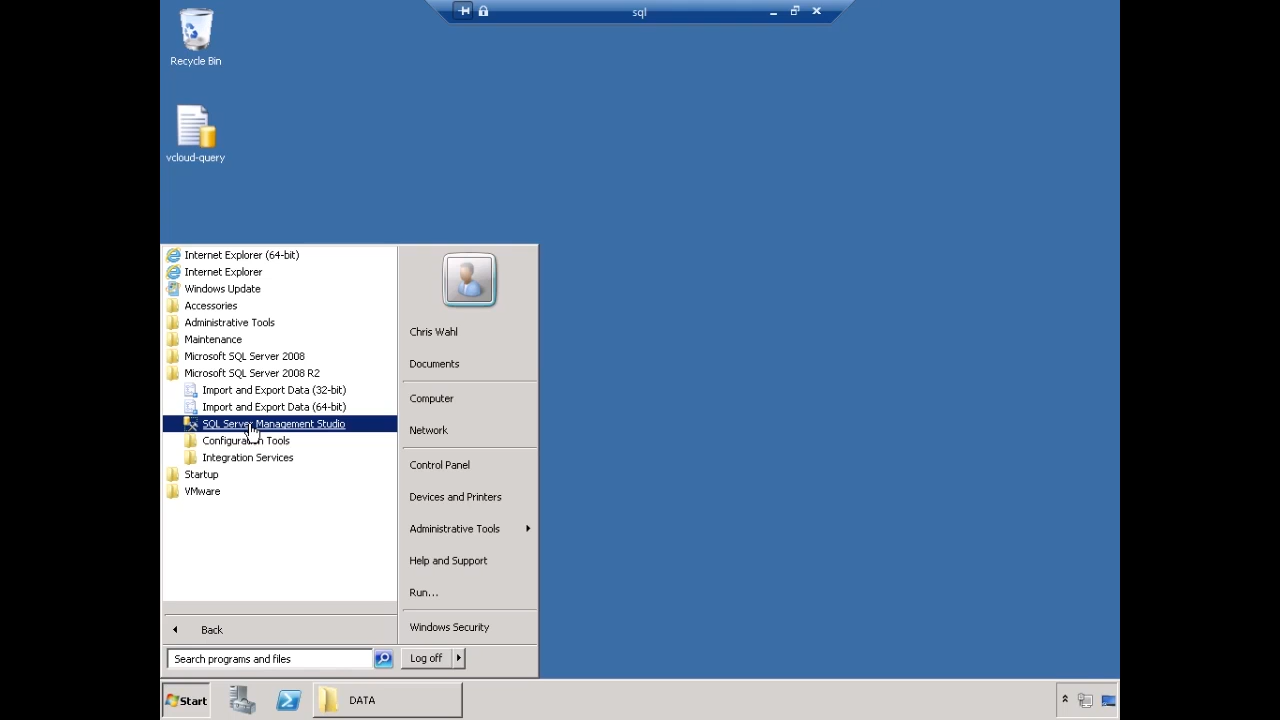 sql
Recycle Bin
vcloud-query
Internet Explorer (64-bit)
Internet Explorer
Windows Update
Accessories
Administrative Tools
Maintenance
Microsoft SQL Server 2008
Microsoft SQL Server 2008 R2
Import and Export Data (32-bit)
Import and Export Data (64-bit)
SQL Server Management Studio
Configuration Tools
Integration Services
Startup
VMware
Back
Search programs and files
Chris Wahl
Documents
Computer
Network
Control Panel
Devices and Printers
Administrative Tools
Help and Support
Run...
Windows Security
Log off
Start
DATA